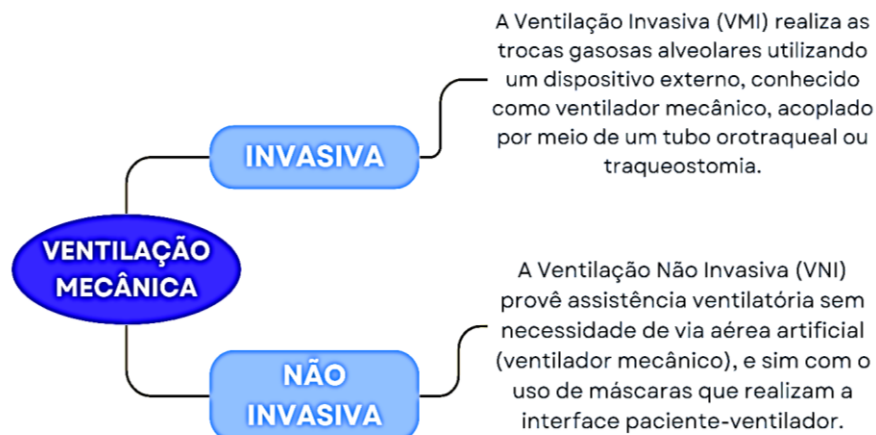 VENTILAÇÃO
MECÂNICA
INVASIVA
A Ventilação Invasiva (VMI) realiza as
trocas gasosas alveolares utilizando
um dispositivo externo, conhecido
como ventilador mecânico, acoplado
por meio de um tubo orotraqueal ou
traqueostomia.
NÃO
INVASIVA
A Ventilação Não Invasiva (VNI)
provê assistência ventilatória sem
necessidade de via aérea artificial
(ventilador mecânico), e sim com o
uso de máscaras que realizam a
interface paciente-ventilador.